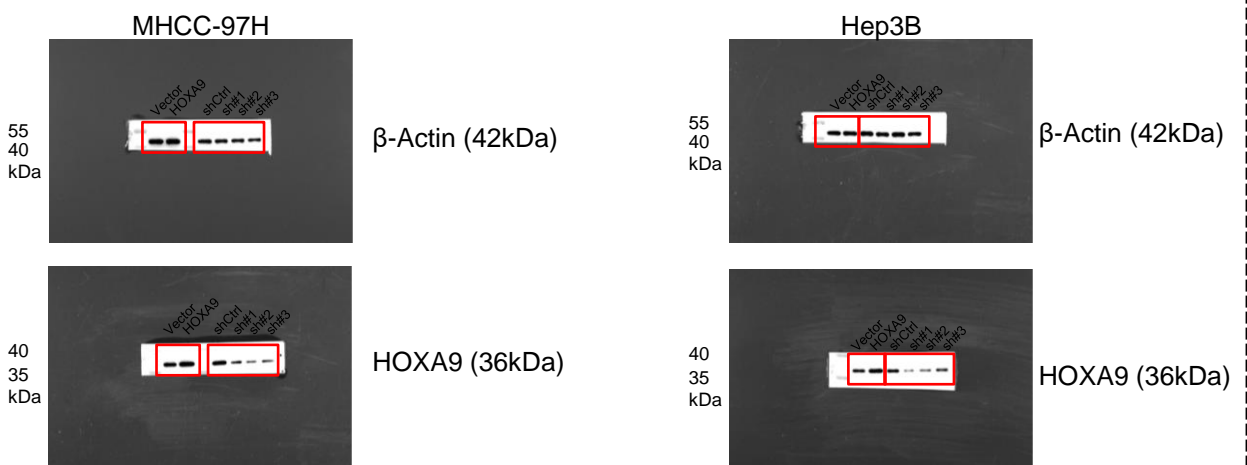 MHCC-97H
Vector
HOXA9
shCtrl
sh#1
sh#2
sh#3
55
40
kDa
β-Actin (42kDa)
Hep3B
Vector
HOXA9
shCtrl
sh#1
sh#2
sh#3
55
40
kDa
β-Actin (42kDa)
Vector
HOXA9
shCtrl
sh#1
sh#2
sh#3
40
35
kDa
HOXA9 (36kDa)
Vector
HOXA9
shCtrl
sh#1
sh#2
sh#3
40
35
kDa
HOXA9 (36kDa)